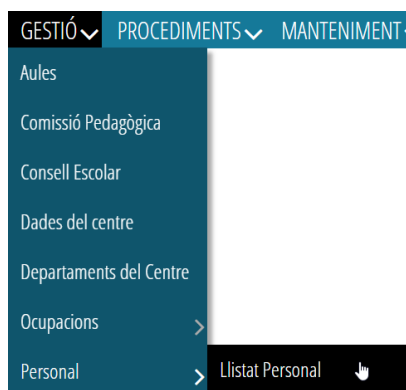 GESTIÓ PROCEDIMENTS MANTENIMENT
Aules
Comissió Pedagògica
Consell Escolar
Dades del centre
Departaments del Centre
Ocupacions
Personal Llistat Personal